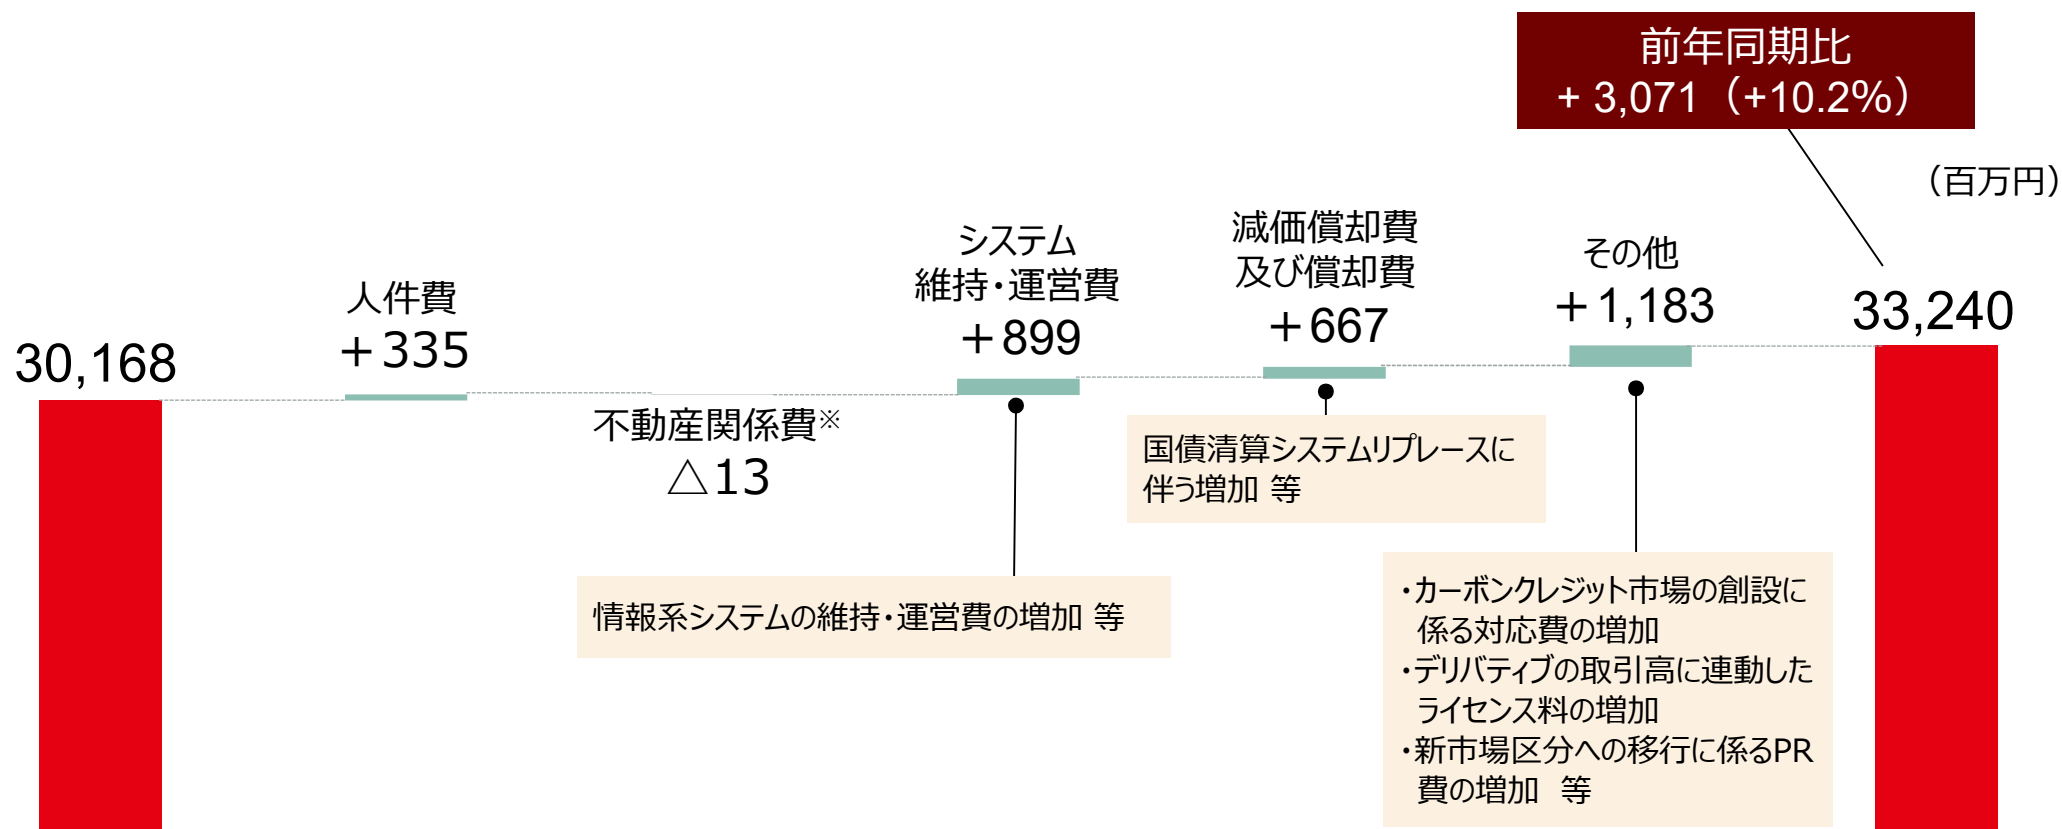 前年同期比
+ 3,071（+10.2%）
（百万円）
30,168
人件費
＋335
不動産関係費※
△13
システム
維持・運営費
＋899
減価償却費
及び償却費
＋667
その他
＋1,183
33,240
国債清算システムリプレースに
伴う増加 等
情報系システムの維持・運営費の増加 等
・カーボンクレジット市場の創設に
係る対応費の増加
・デリバティブの取引高に連動した
ライセンス料の増加
・新市場区分への移行に係るPR
費の増加　等